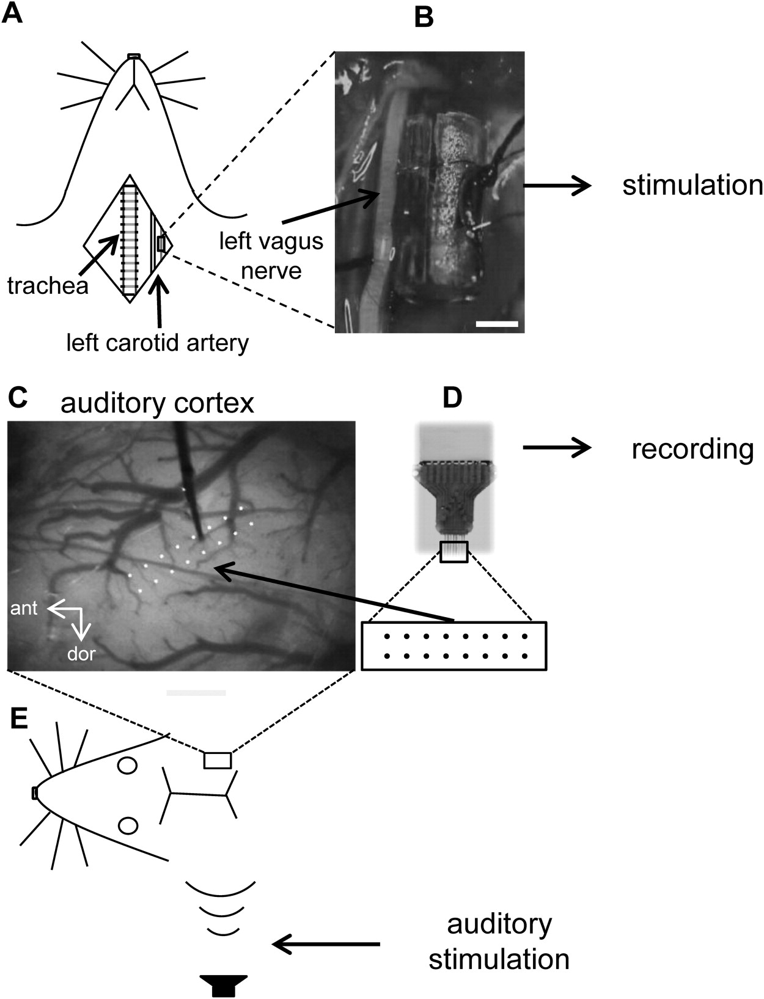 A
B
stimulation
left vagus
nerve
trachea
left carotid artery
C
auditory cortex
D
recording
ant
dor
E
auditory
stimulation